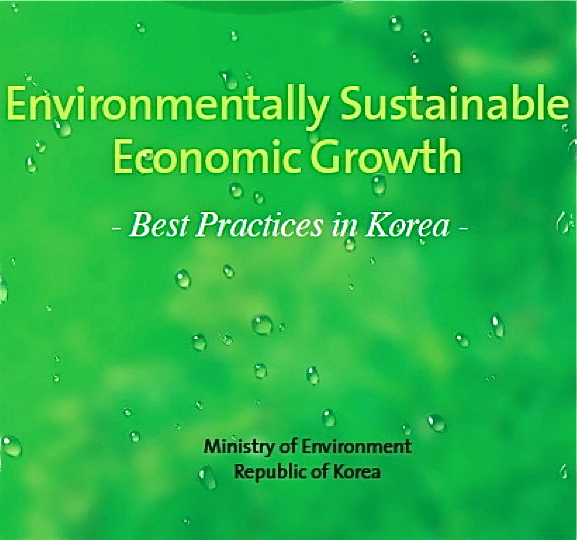 Environmentally Sustainable
Economic Growth
- Best Practices in Korea -
Ministry of Environment
Republic of Korea